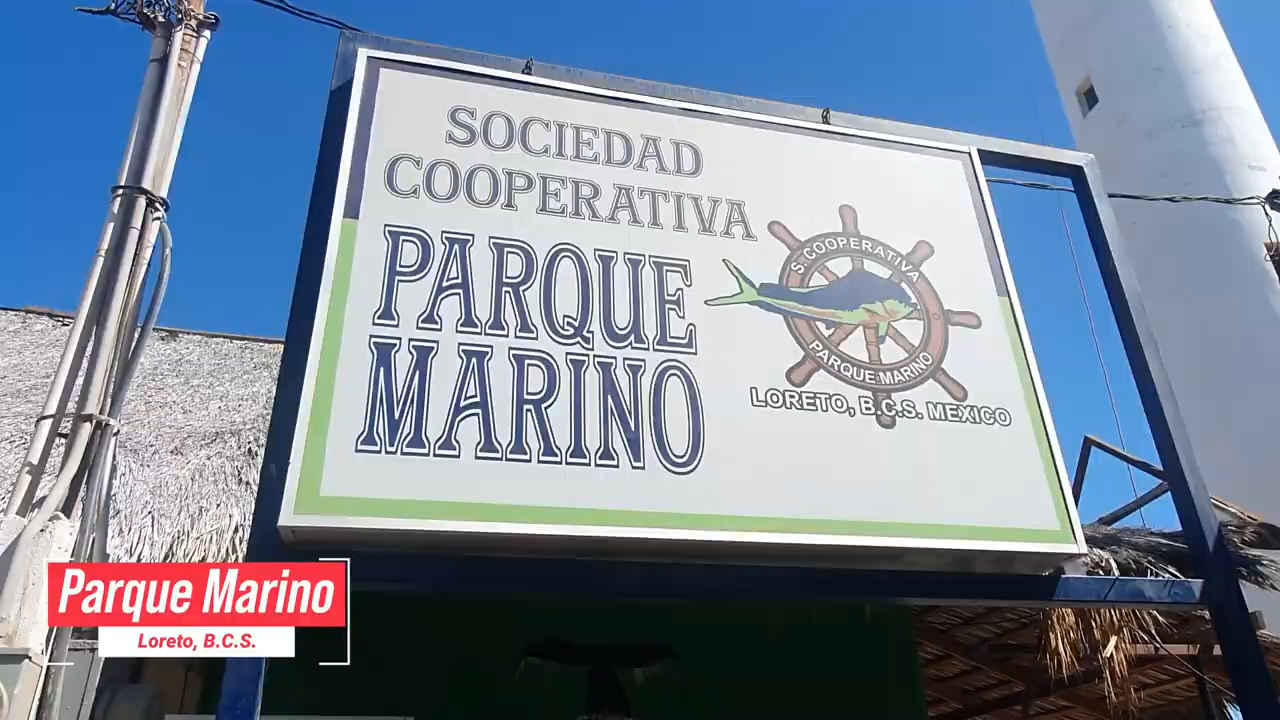 SOCIEDAD
COOPERATIVA
PARQUE
MARINO
S. COOPERATIVA
PARQUE MARINO
LORETO, B.C.S. MEXICO
Parque Marino
Loreto, B.C.S.